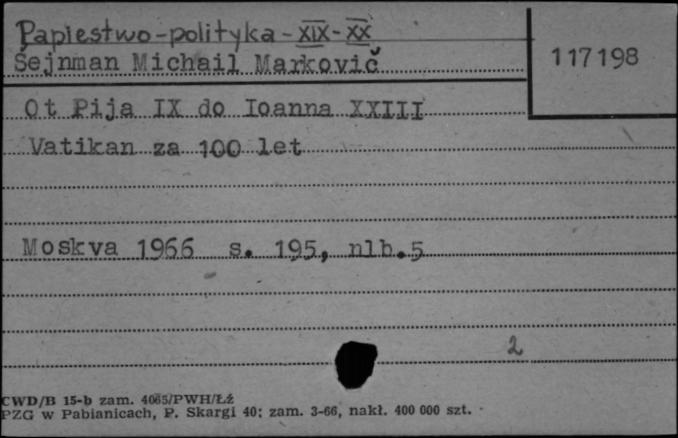 Papiestwo-polityka-XIX-XX
Šejnman Michail Markovič
117198
Ot Pija IX do Ioanna XXIII
Vatikan za 100 let
Moskva 1966 s. 195, nlb.5
2
CWD/B 15-b zam. 4065/PWH/Łź
PZG w Pabianicach, P. Skargi 40; zam. 3-66, nakł. 400 000 szt.